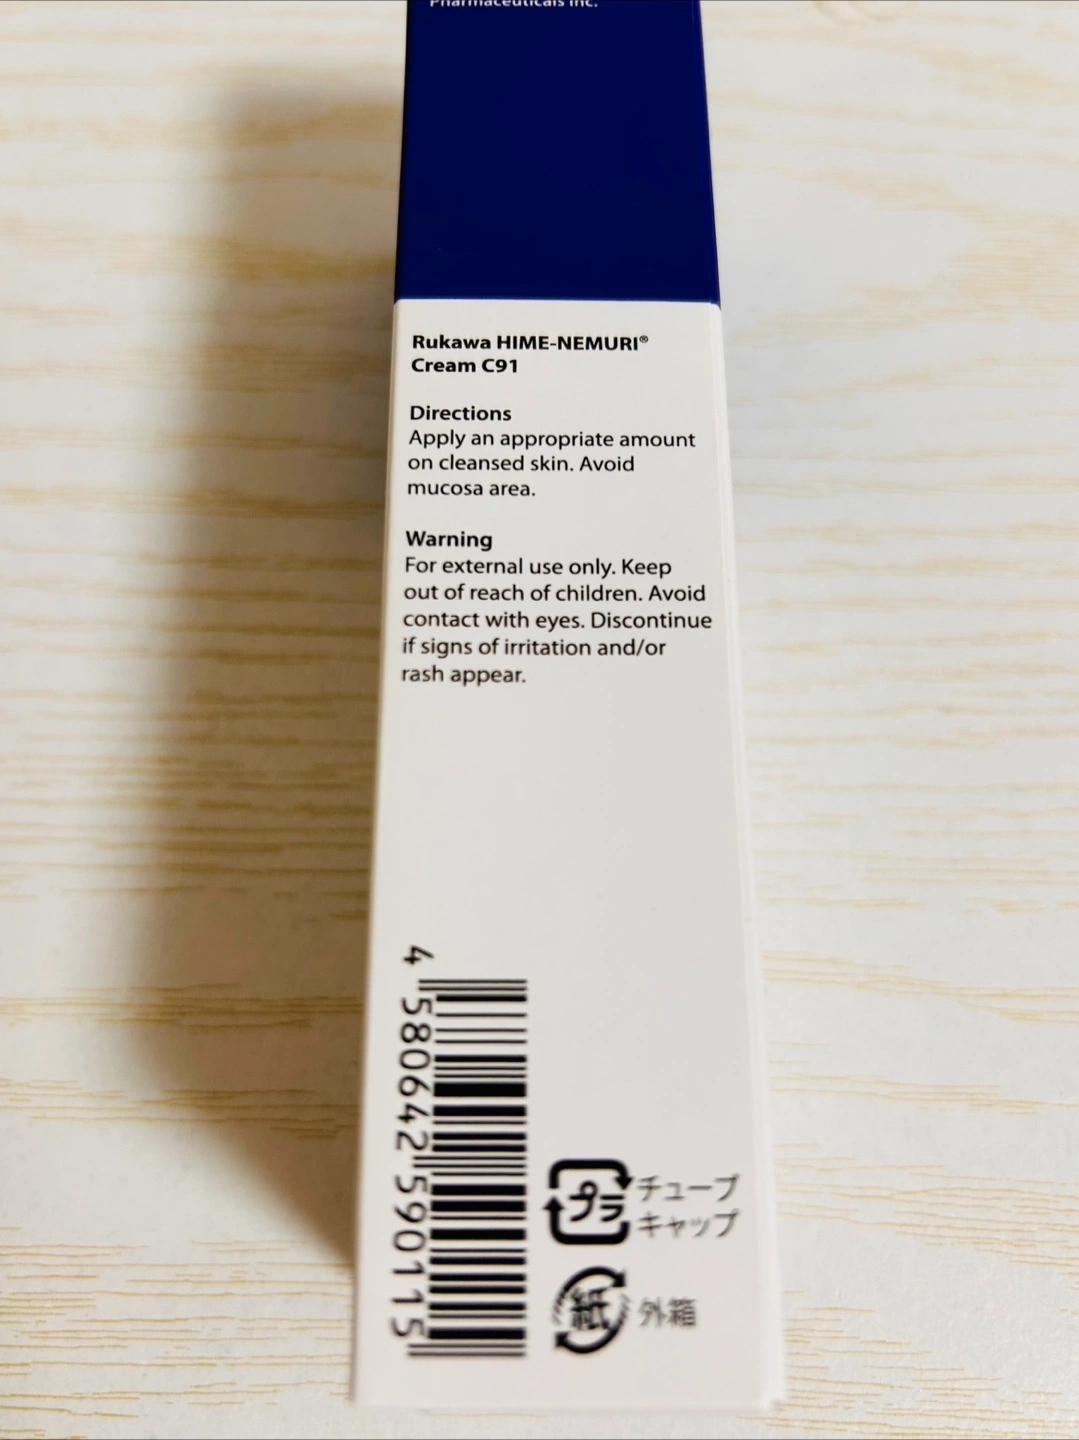 Pharmaceuticals Inc.
Rukawa HIME-NEMURI®
Cream C91
Directions
Apply an appropriate amount
on cleansed skin. Avoid
mucosa area.
Warning
For external use only. Keep
out of reach of children. Avoid
contact with eyes. Discontinue
if signs of irritation and/or
rash appear.
4 580642 590115
プラ
チューブ
キャップ
紙
外箱